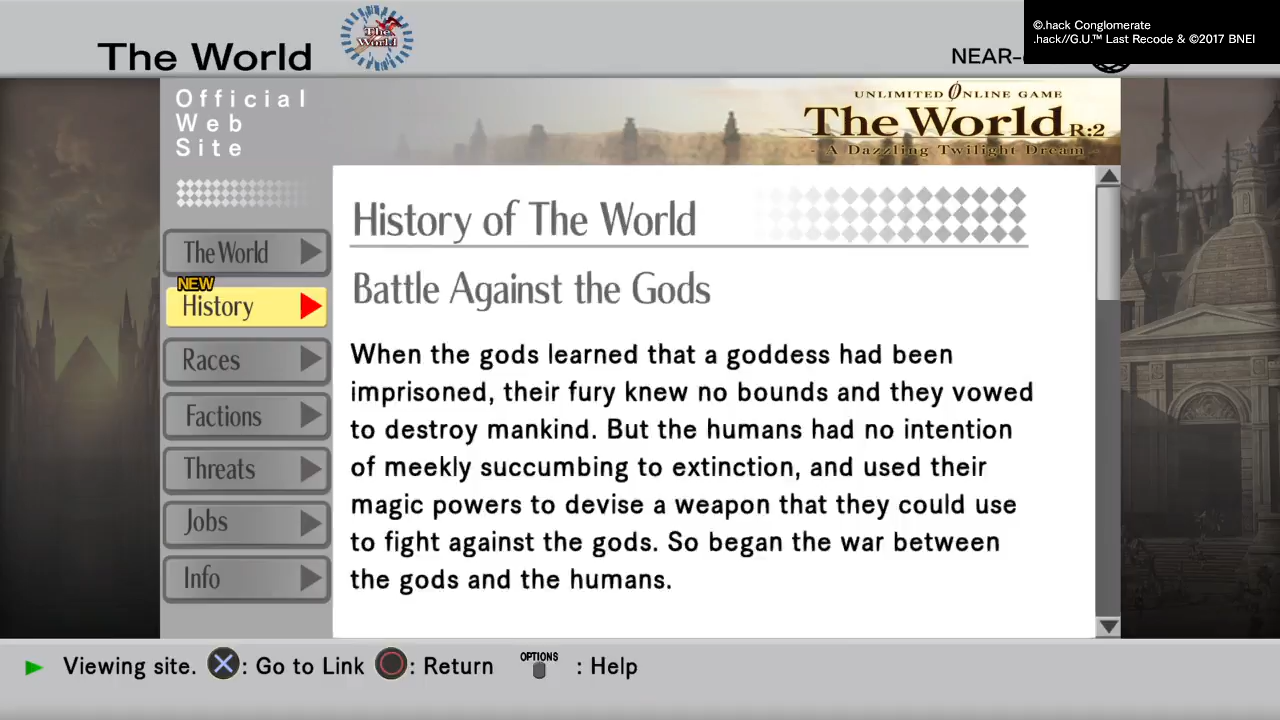 ©.hack Conglomerate
.hack//G.U.™ Last Recode & ©2017 BNEI
The World
The World
NEAR-
Official
Web
Site
UNLIMITED ONLINE GAME
The World R:2
- A Dazzling Twilight Dream -
The World
NEW
History
Races
Factions
Threats
Jobs
Info
History of The World
Battle Against the Gods
When the gods learned that a goddess had been
imprisoned, their fury knew no bounds and they vowed
to destroy mankind. But the humans had no intention
of meekly succumbing to extinction, and used their
magic powers to devise a weapon that they could use
to fight against the gods. So began the war between
the gods and the humans.
Viewing site. : Go to Link : Return OPTIONS : Help